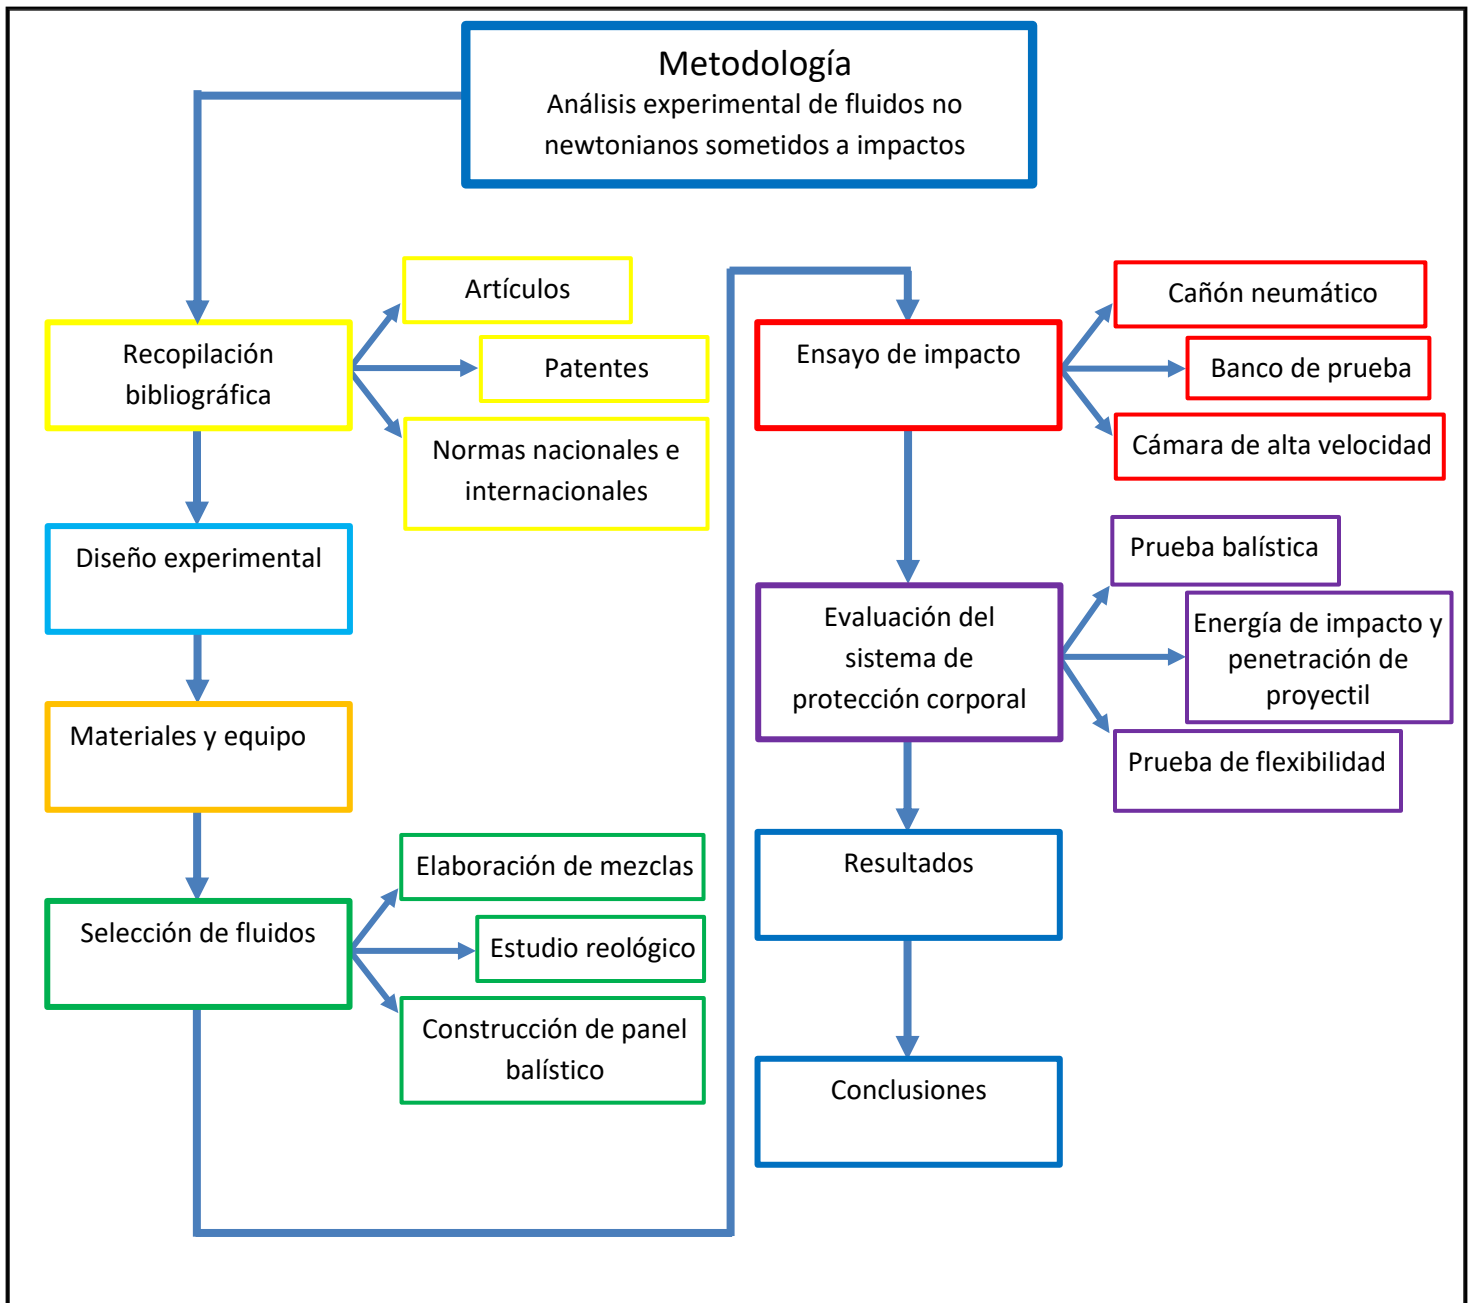 Metodología
Análisis experimental de fluidos no
newtonianos sometidos a impactos
Recopilación
bibliográfica
Artículos
Patentes
Normas nacionales e
internacionales
Diseño experimental
Materiales y equipo
Selección de fluidos
Elaboración de mezclas
Estudio reológico
Construcción de panel
balístico
Ensayo de impacto
Cañón neumático
Banco de prueba
Cámara de alta velocidad
Evaluación del
sistema de
protección corporal
Prueba balística
Energía de impacto y
penetración de
proyectil
Prueba de flexibilidad
Resultados
Conclusiones